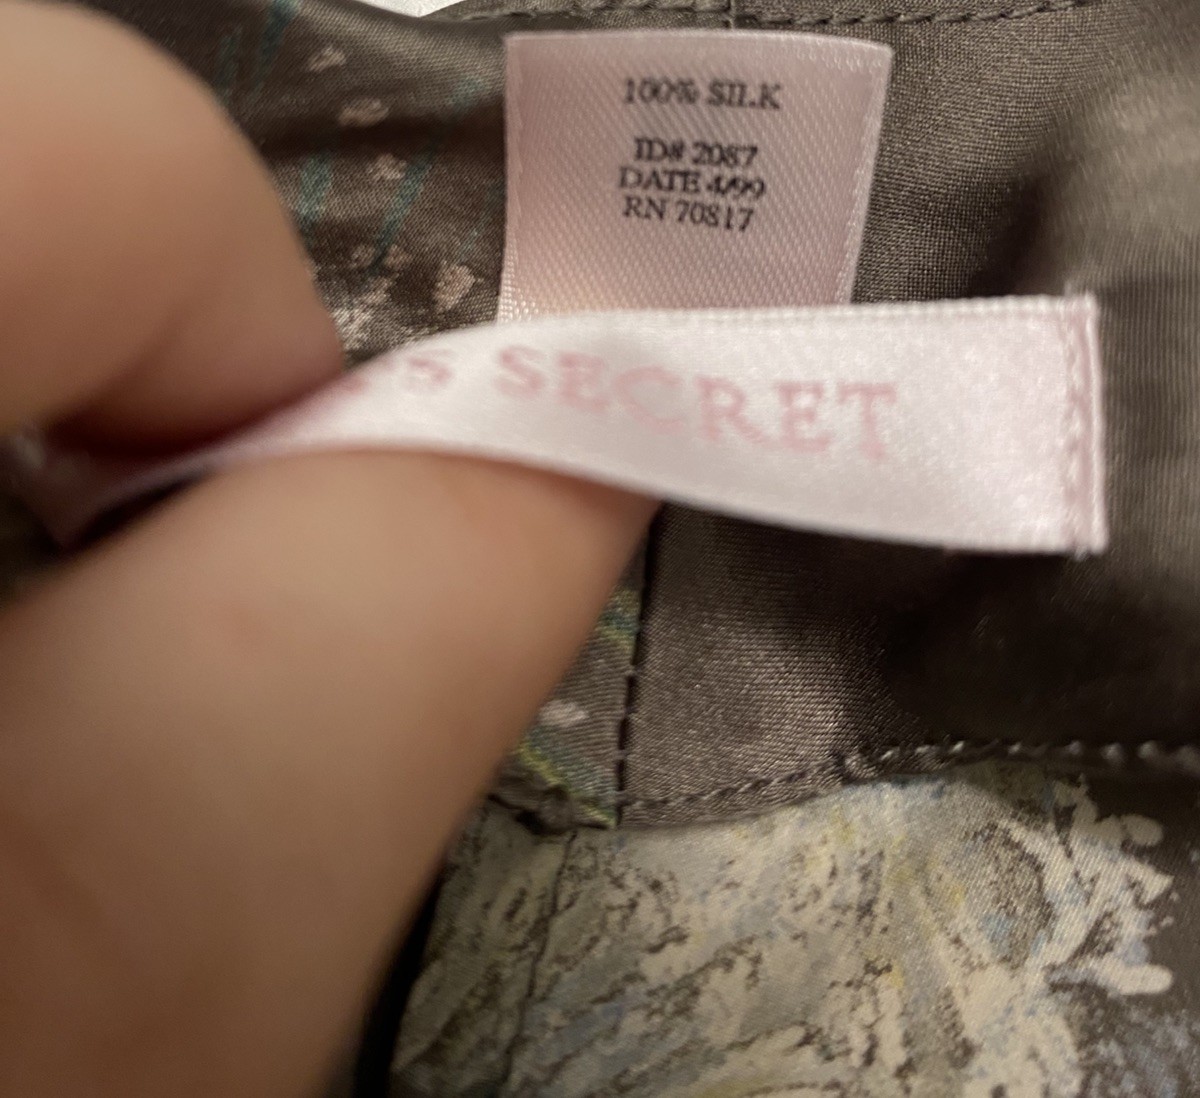 100% SILK
ID# 2087
DATE 4/99
RN 70817
'S SECRET